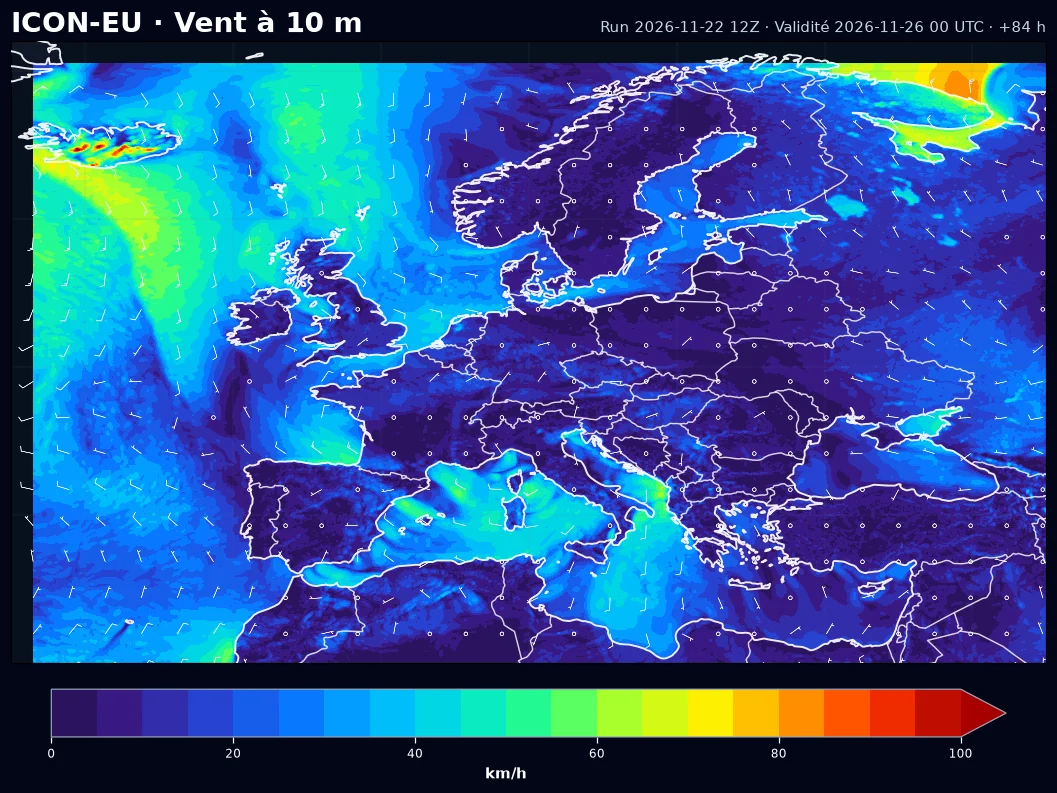 ICON-EU · Vent à 10 m
Run 2026-11-22 12Z · Validité 2026-11-26 00 UTC · +84 h
0 20 40 60 80 100
km/h